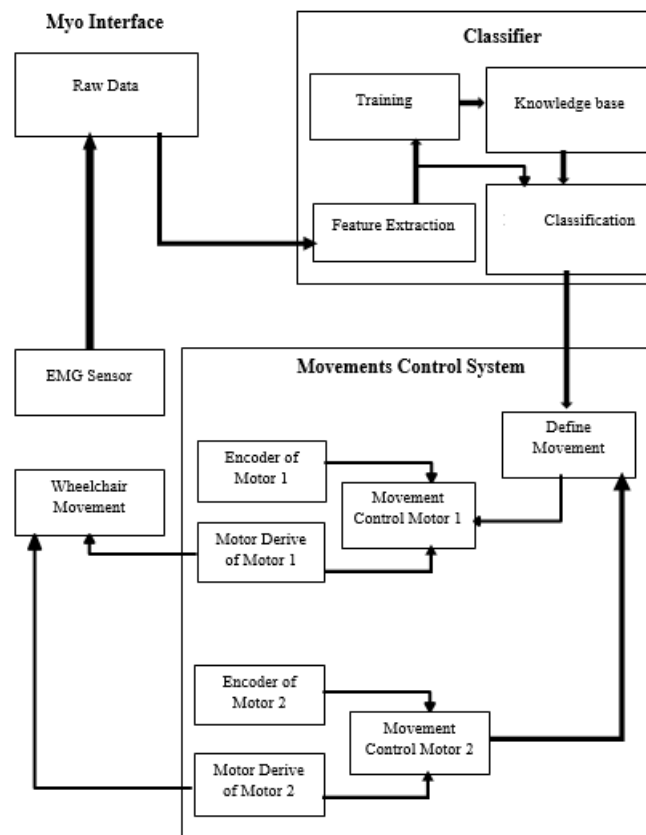 Myo Interface
Raw Data
EMG Sensor
Classifier
Training
Knowledge base
Feature Extraction
Classification
Movements Control System
Define
Movement
Encoder of
Motor 1
Movement
Control Motor 1
Motor Derive
of Motor 1
Wheelchair
Movement
Encoder of
Motor 2
Movement
Control Motor 2
Motor Derive
of Motor 2